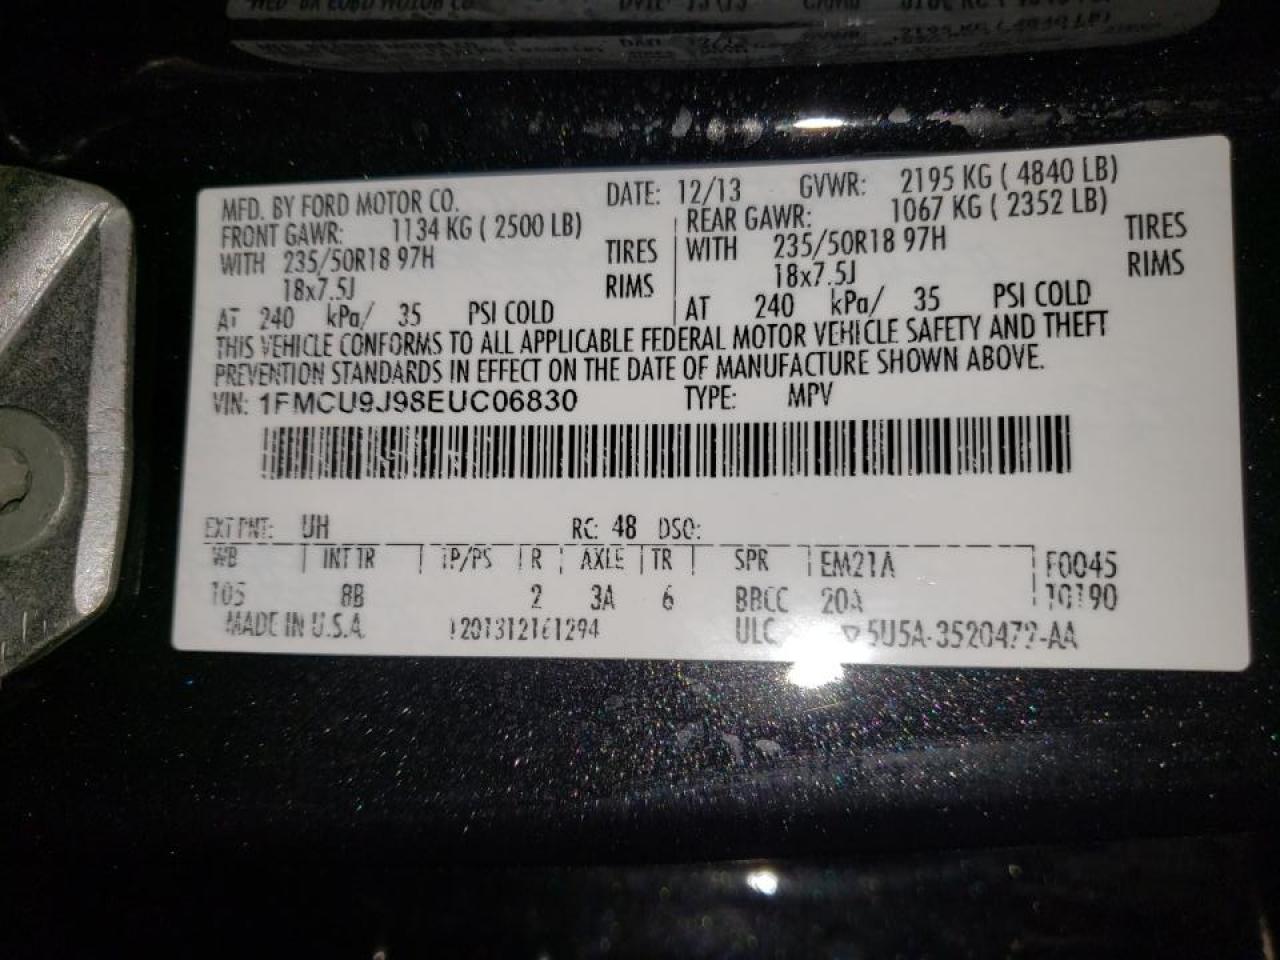 MFD. BY FORD MOTOR CO. DATE: 12/13 GVWR: 2195 KG ( 4840 LB)
FRONT GAWR: 1134 KG ( 2500 LB) REAR GAWR: 1067 KG ( 2352 LB)
WITH 235/50R18 97H TIRES WITH 235/50R18 97H TIRES
18x7.5J RIMS 18x7.5J RIMS
AT 240 kPa/ 35 PSI COLD AT 240 kPa/ 35 PSI COLD
THIS VEHICLE CONFORMS TO ALL APPLICABLE FEDERAL MOTOR VEHICLE SAFETY AND THEFT
PREVENTION STANDARDS IN EFFECT ON THE DATE OF MANUFACTURE SHOWN ABOVE.
VIN: 1FMCU9J98EUC06830 TYPE: MPV
EXT PNT: UH RC: 48 DSO:
WB INT TR TP/PS R AXLE TR SPR EM21A F0045
105 8B 2 3A 6 BBCC 20A T0190
MADE IN U.S.A. 201312161294 ULC 5U5A-3520472-AA